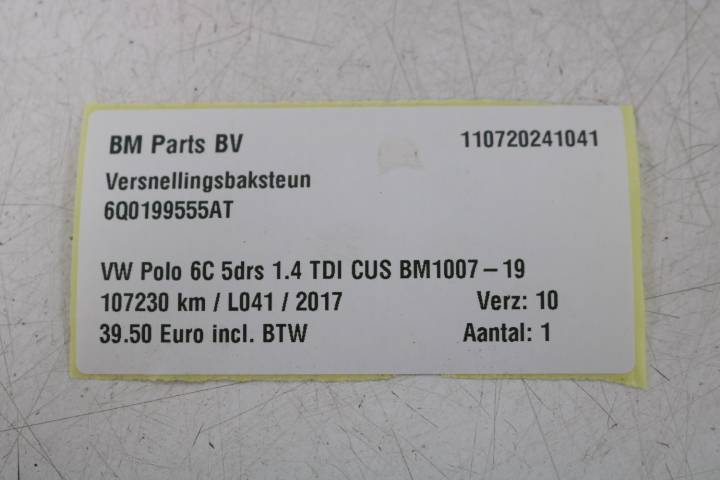 BM Parts BV 110720241041
Versnellingsbaksteun
6Q0199555AT
VW Polo 6C 5drs 1.4 TDI CUS BM1007-19
107230 km / L041 / 2017 Verz: 10
39.50 Euro incl. BTW Aantal: 1